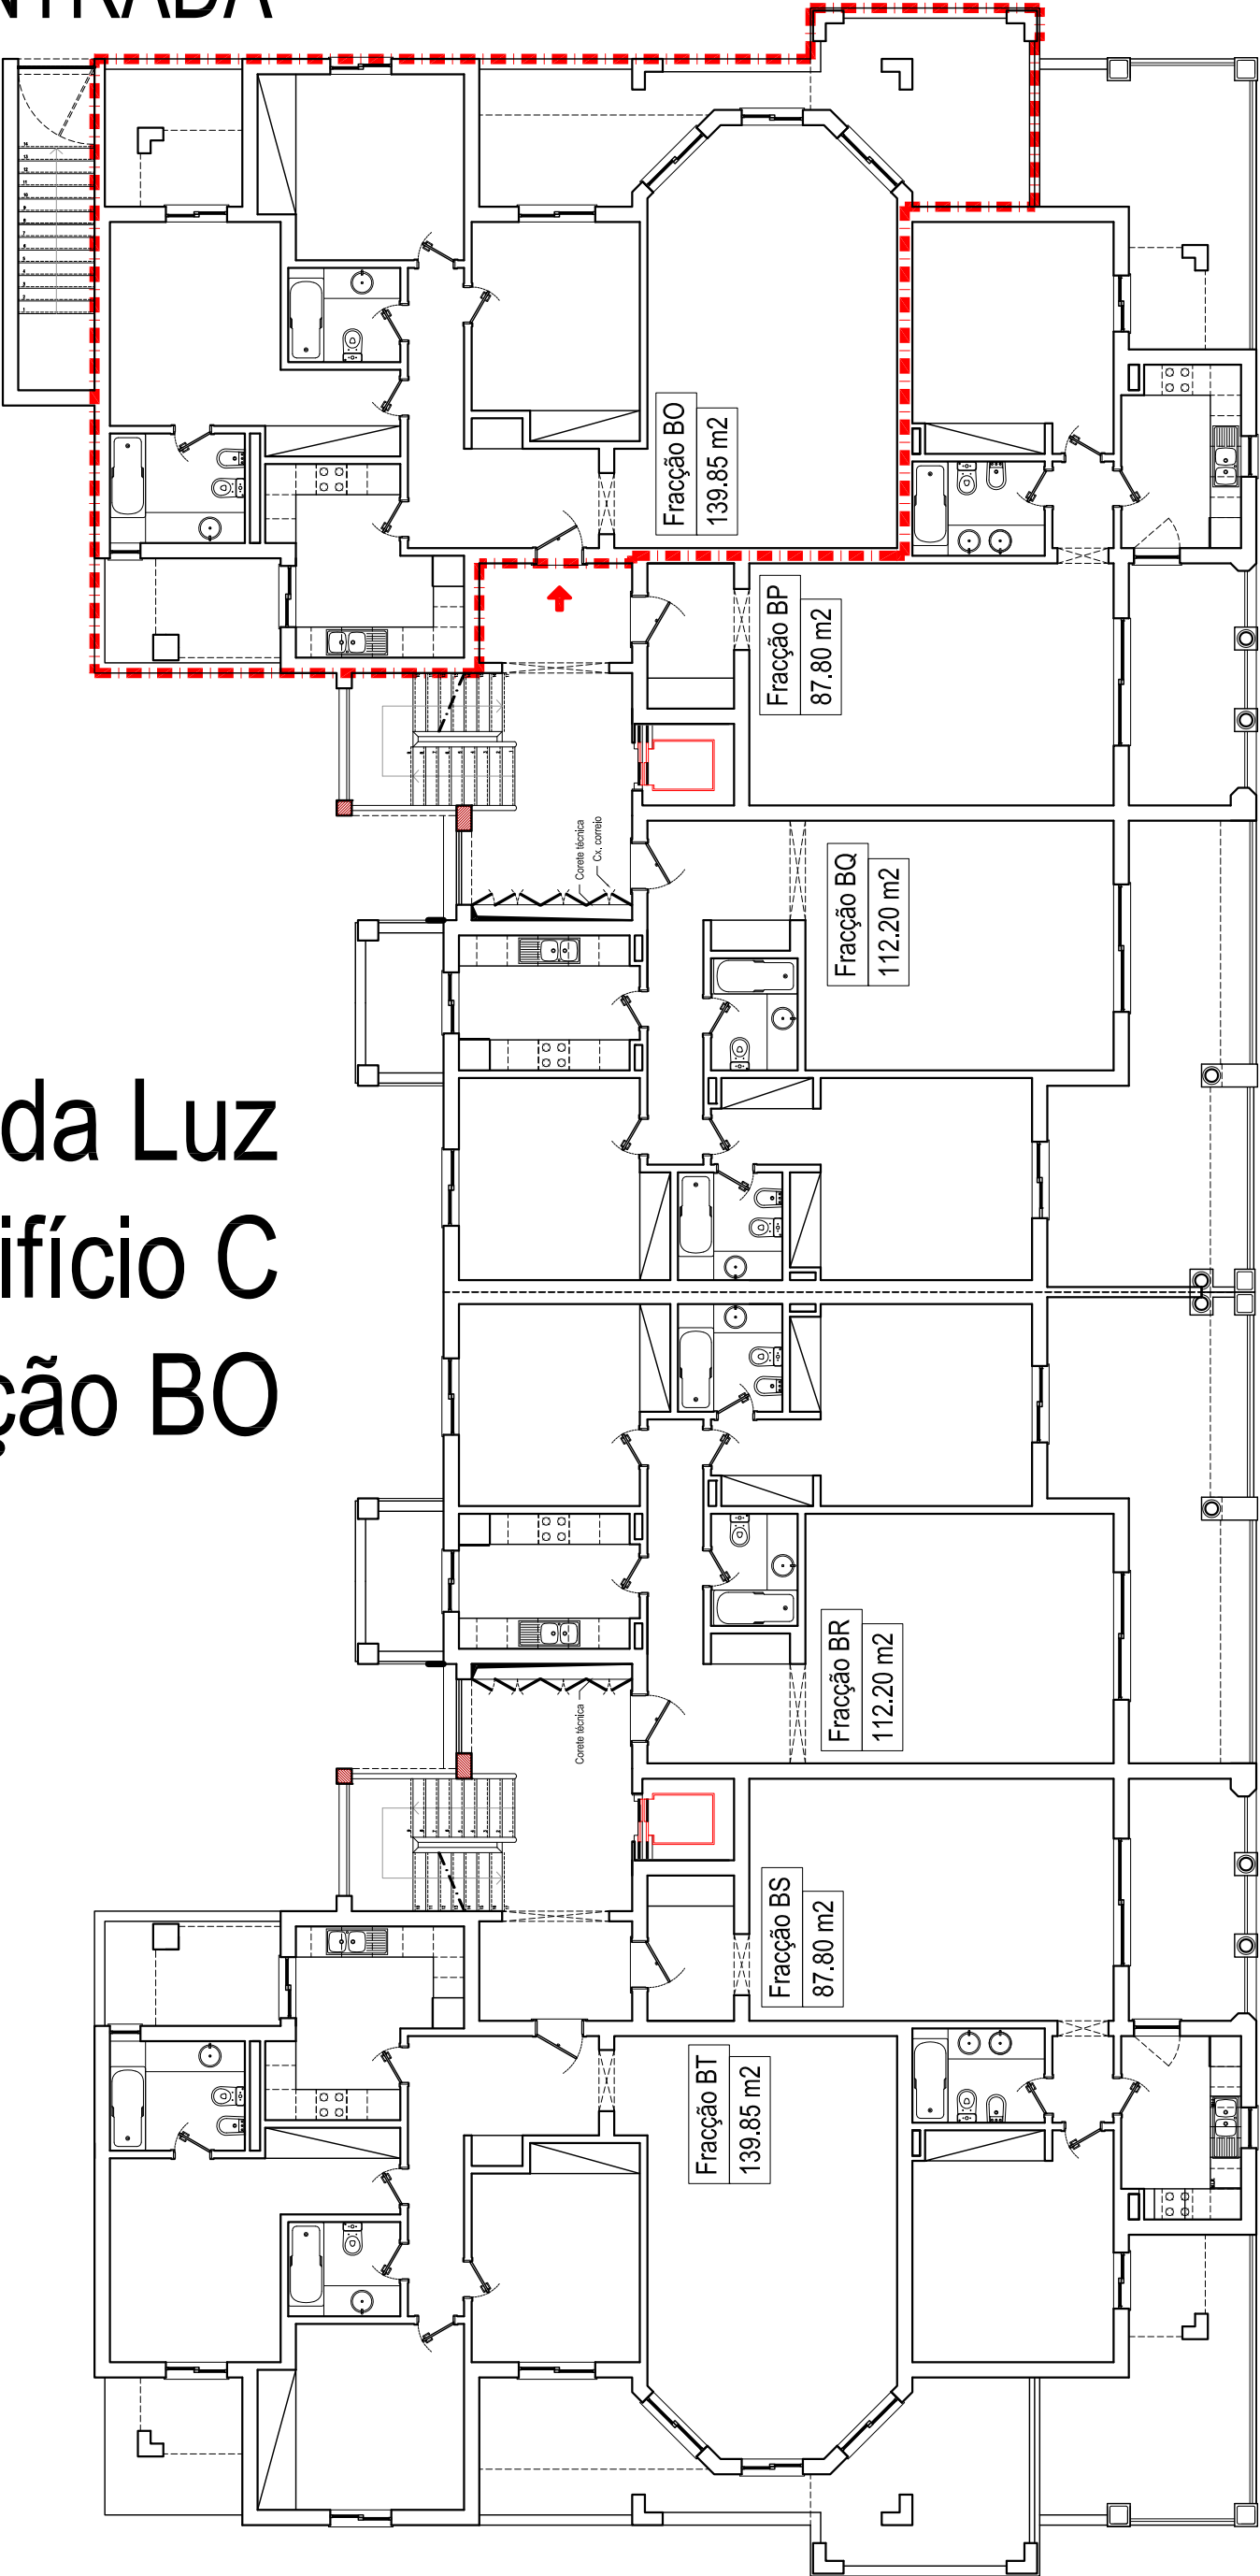 NTRADA
Fracção BO
139.85 m2
Fracção BP
87.80 m2
Corete técnica
Cx. correio
Fracção BQ
112.20 m2
da Luz
ifício C
ção BO
Fracção BR
112.20 m2
Corete técnica
Fracção BS
87.80 m2
Fracção BT
139.85 m2